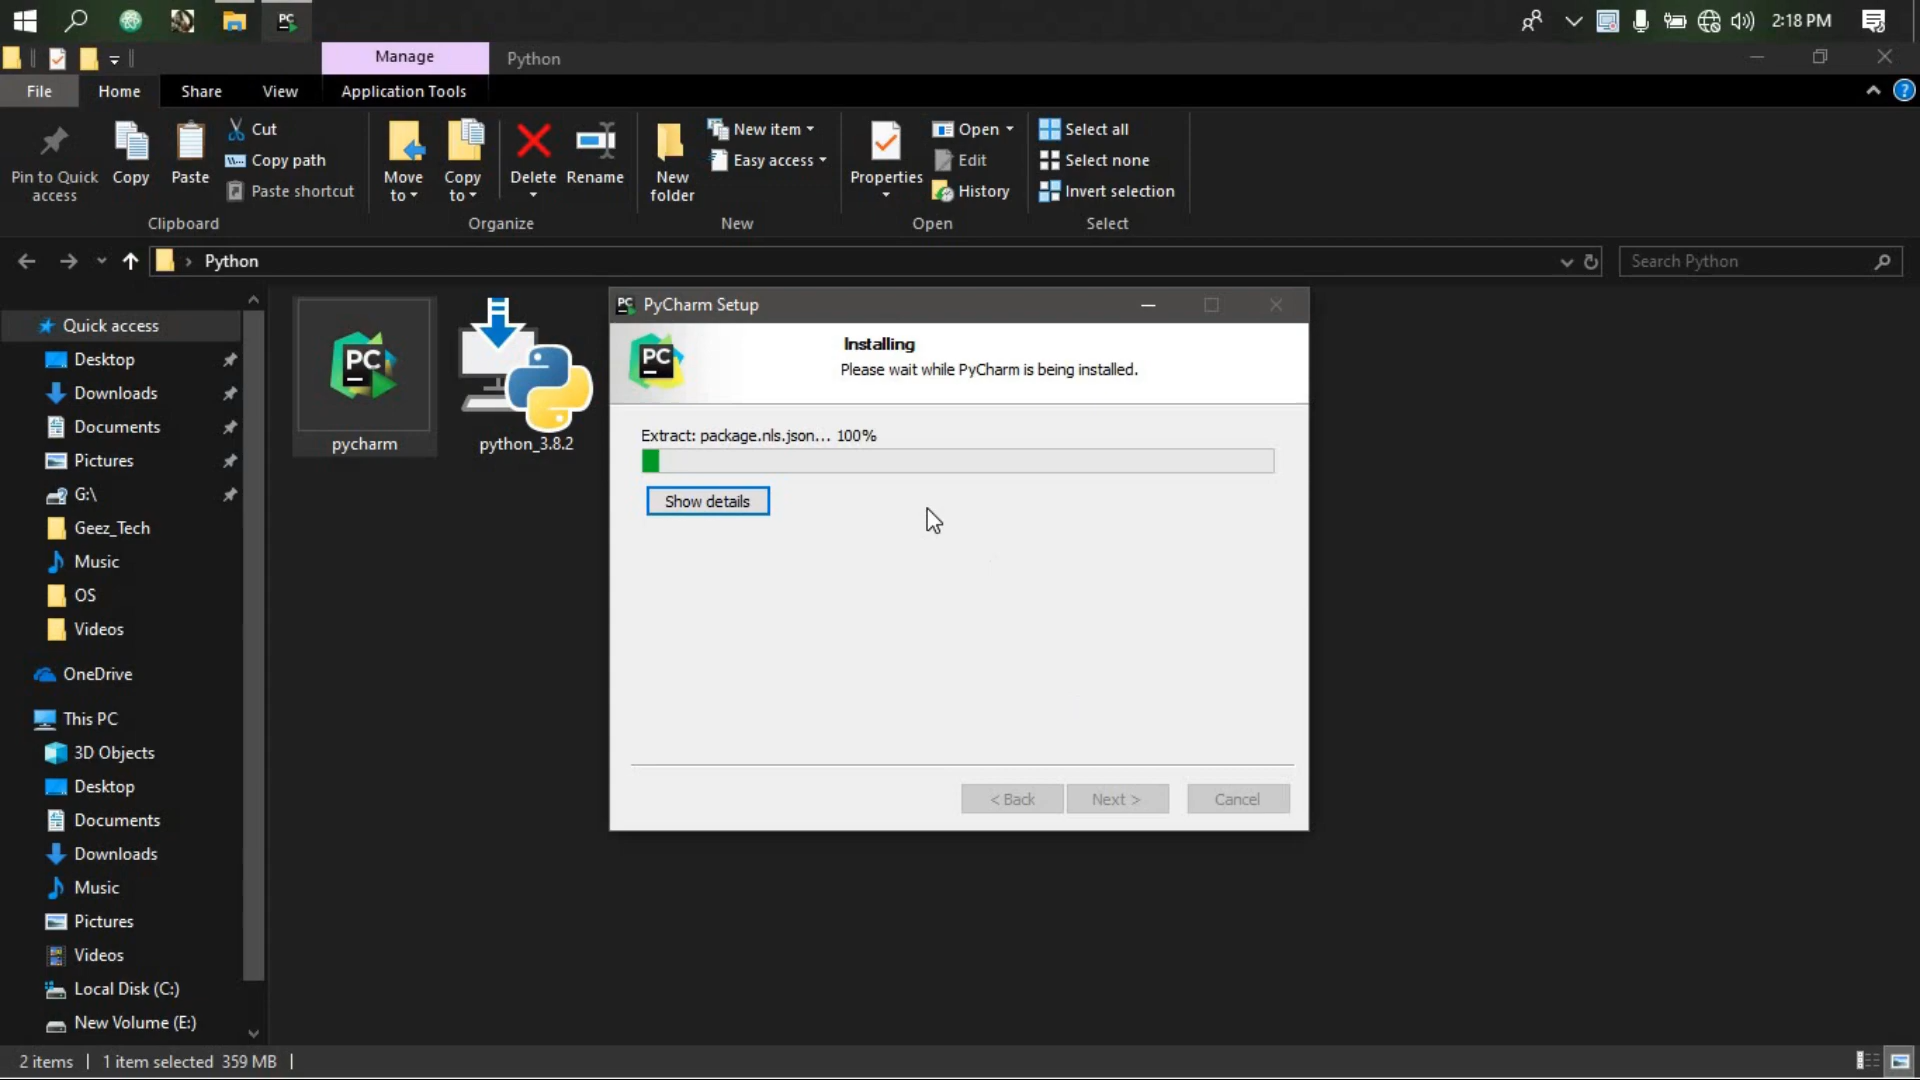 PC
2:18 PM
Manage
Python
File
Home
Share
View
Application Tools
Pin to Quick access
Copy
Paste
Cut
Copy path
Paste shortcut
Clipboard
Move to
Copy to
Delete
Rename
Organize
New folder
New item
Easy access
New
Properties
Open
Edit
History
Open
Select all
Select none
Invert selection
Select
Python
Search Python
Quick access
Desktop
Downloads
Documents
Pictures
G:\
Geez_Tech
Music
OS
Videos
OneDrive
This PC
3D Objects
Desktop
Documents
Downloads
Music
Pictures
Videos
Local Disk (C:)
New Volume (E:)
PC
pycharm
python_3.8.2
PC
PyCharm Setup
PC
Installing
Please wait while PyCharm is being installed.
Extract: package.nls.json... 100%
Show details
< Back
Next >
Cancel
2 items
1 item selected 359 MB